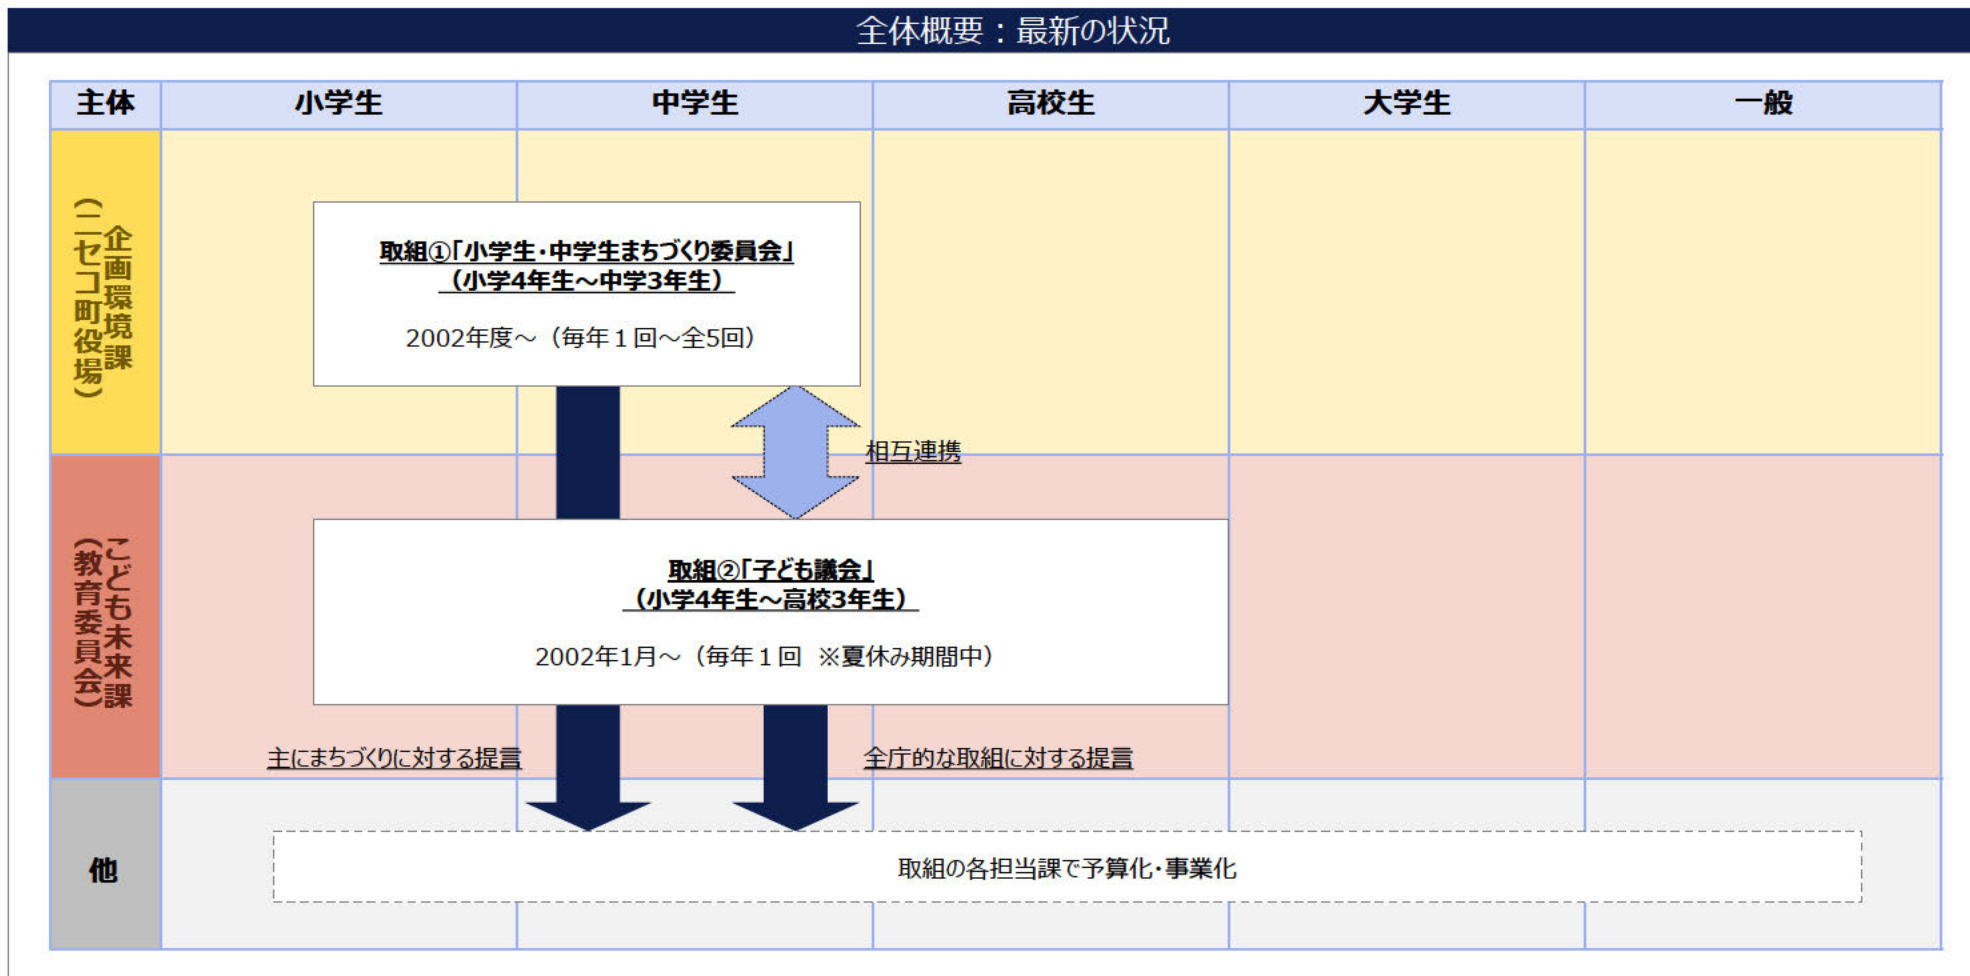 全体概要：最新の状況
主体
小学生
中学生
高校生
大学生
一般
企画環境課
（ニセコ町役場）
取組①「小学生・中学生まちづくり委員会」
（小学4年生～中学3年生）
2002年度～（毎年１回～全5回）
相互連携
こども未来課
（教育委員会）
取組②「子ども議会」
（小学4年生～高校3年生）
2002年1月～（毎年１回 ※夏休み期間中）
主にまちづくりに対する提言
全庁的な取組に対する提言
他
取組の各担当課で予算化・事業化